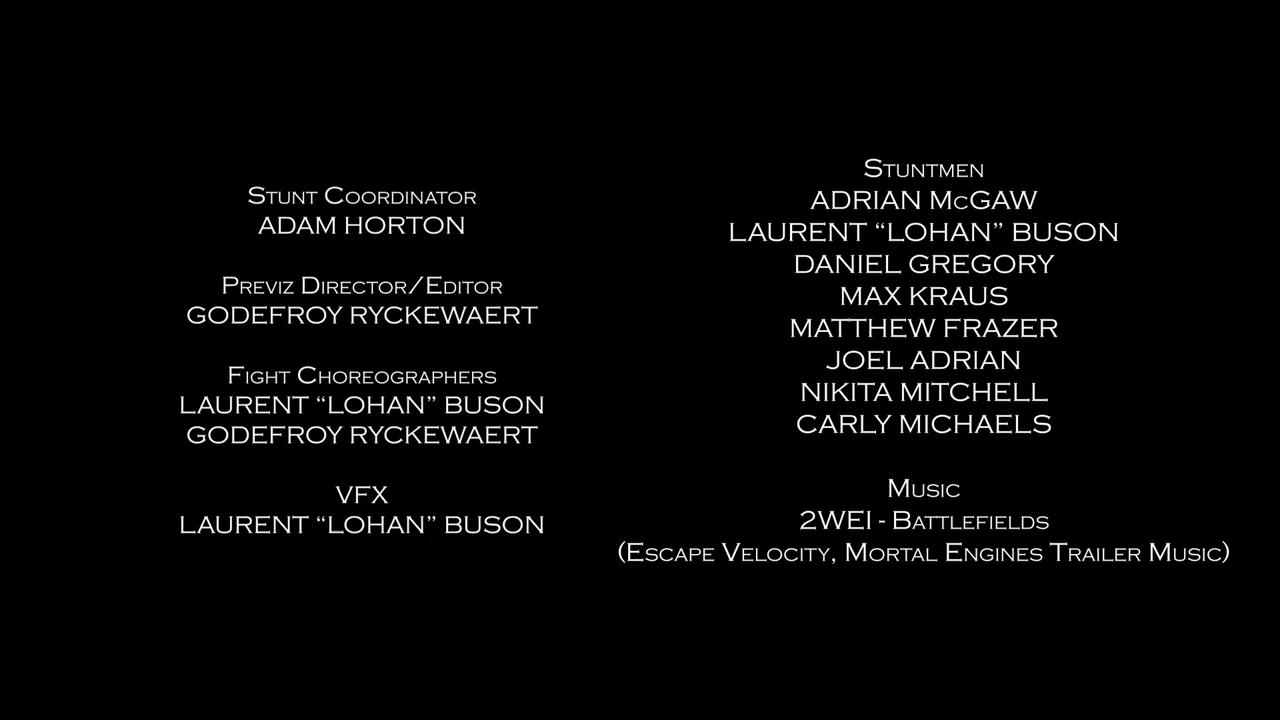 Stunt Coordinator
ADAM HORTON
Previz Director/Editor
GODEFROY RYCKEWAERT
Fight Choreographers
LAURENT “LOHAN” BUSON
GODEFROY RYCKEWAERT
VFX
LAURENT “LOHAN” BUSON
Stuntmen
ADRIAN McGAW
LAURENT “LOHAN” BUSON
DANIEL GREGORY
MAX KRAUS
MATTHEW FRAZER
JOEL ADRIAN
NIKITA MITCHELL
CARLY MICHAELS
Music
2WEI - Battlefields
(Escape Velocity, Mortal Engines Trailer Music)